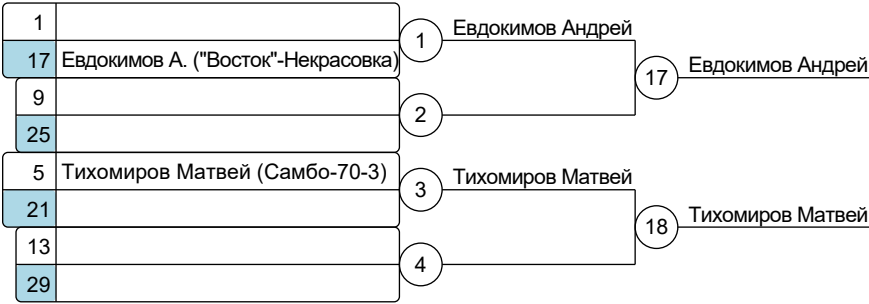 1
17 Евдокимов А. ("Восток"-Некрасовка)
1
Евдокимов Андрей
9
25
2
17
Евдокимов Андрей
5 Тихомиров Матвей (Самбо-70-3)
21
3
Тихомиров Матвей
13
29
4
18
Тихомиров Матвей